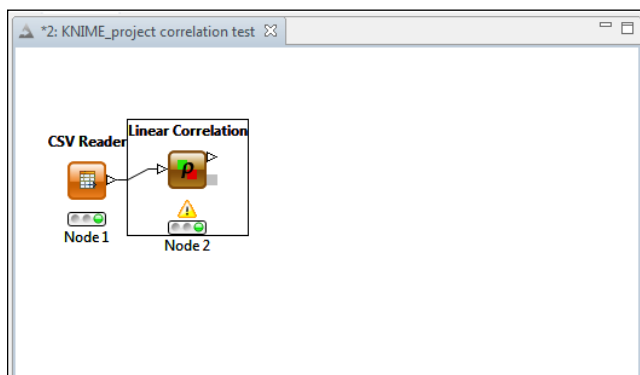 *2: KNIME_project correlation test
Linear Correlation
CSV Reader
ρ
Node 1
Node 2